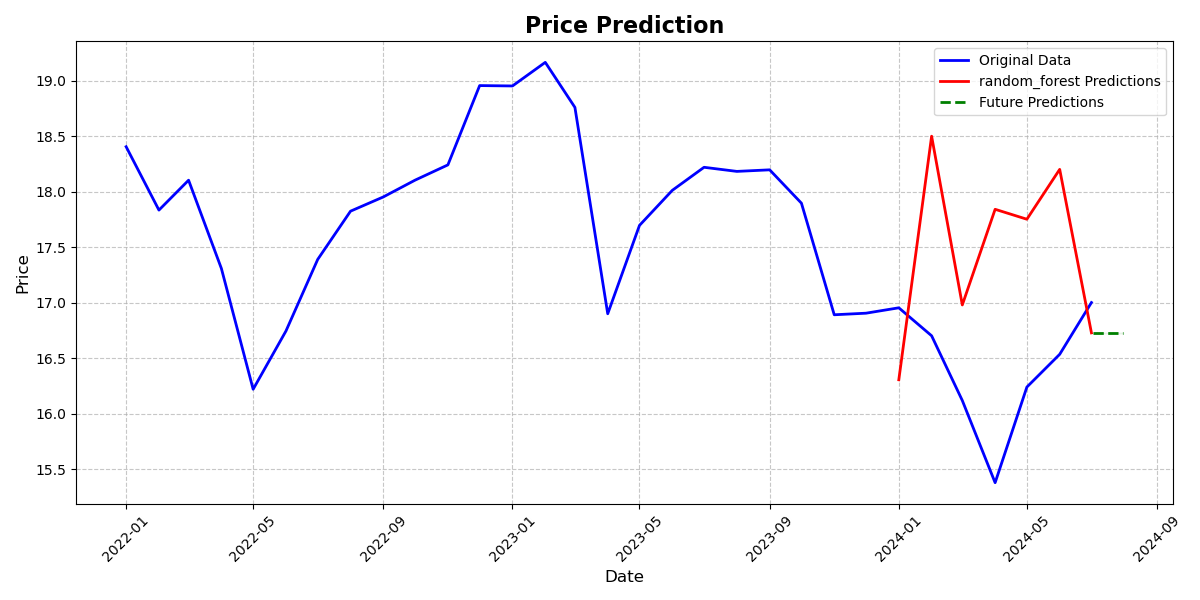 Price Prediction
Original Data
random_forest Predictions
Future Predictions
19.0
18.5
18.0
17.5
17.0
16.5
16.0
15.5
Price
2022-01
2022-05
2022-09
2023-01
2023-05
2023-09
2024-01
2024-05
2024-09
Date